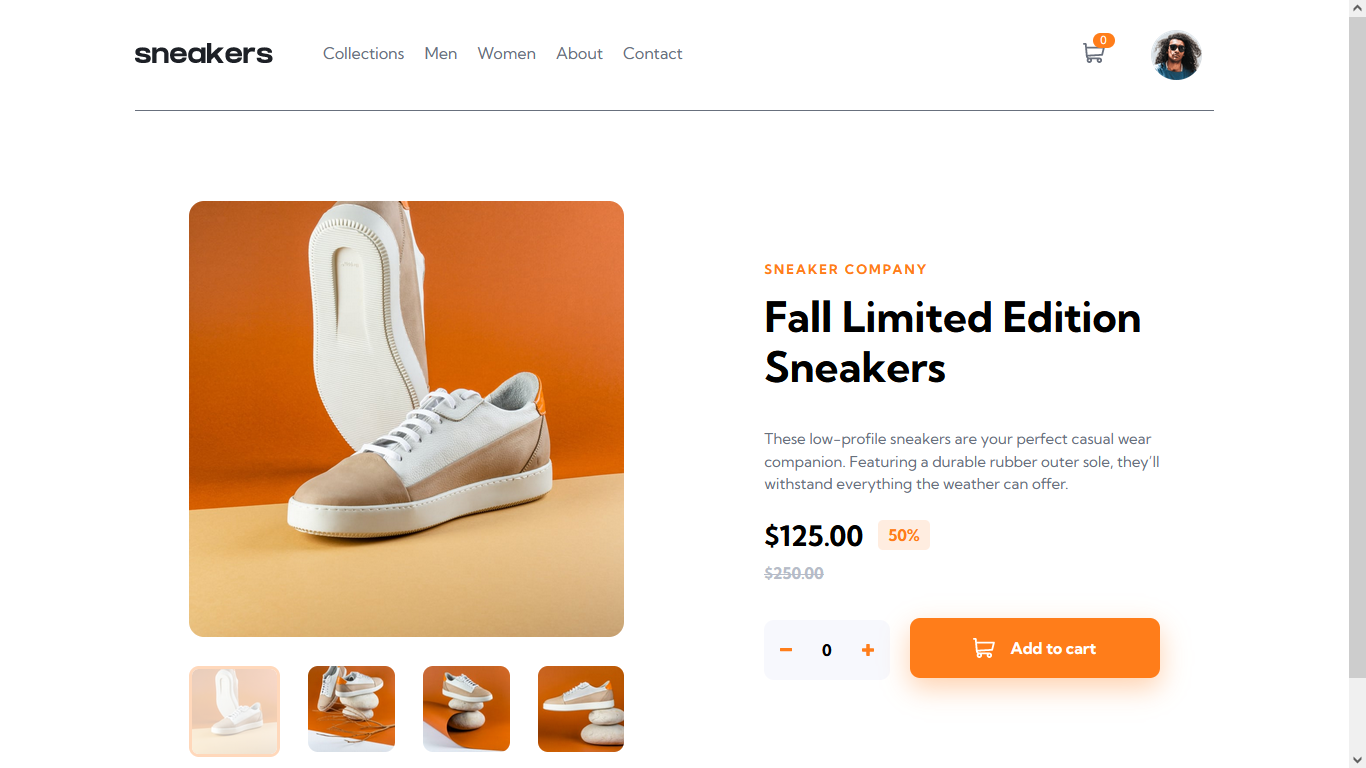 sneakers
Collections Men Women About Contact
0
SNEAKER COMPANY
Fall Limited Edition
Sneakers
These low-profile sneakers are your perfect casual wear
companion. Featuring a durable rubber outer sole, they’ll
withstand everything the weather can offer.
$125.00 50%
$250.00
0
Add to cart